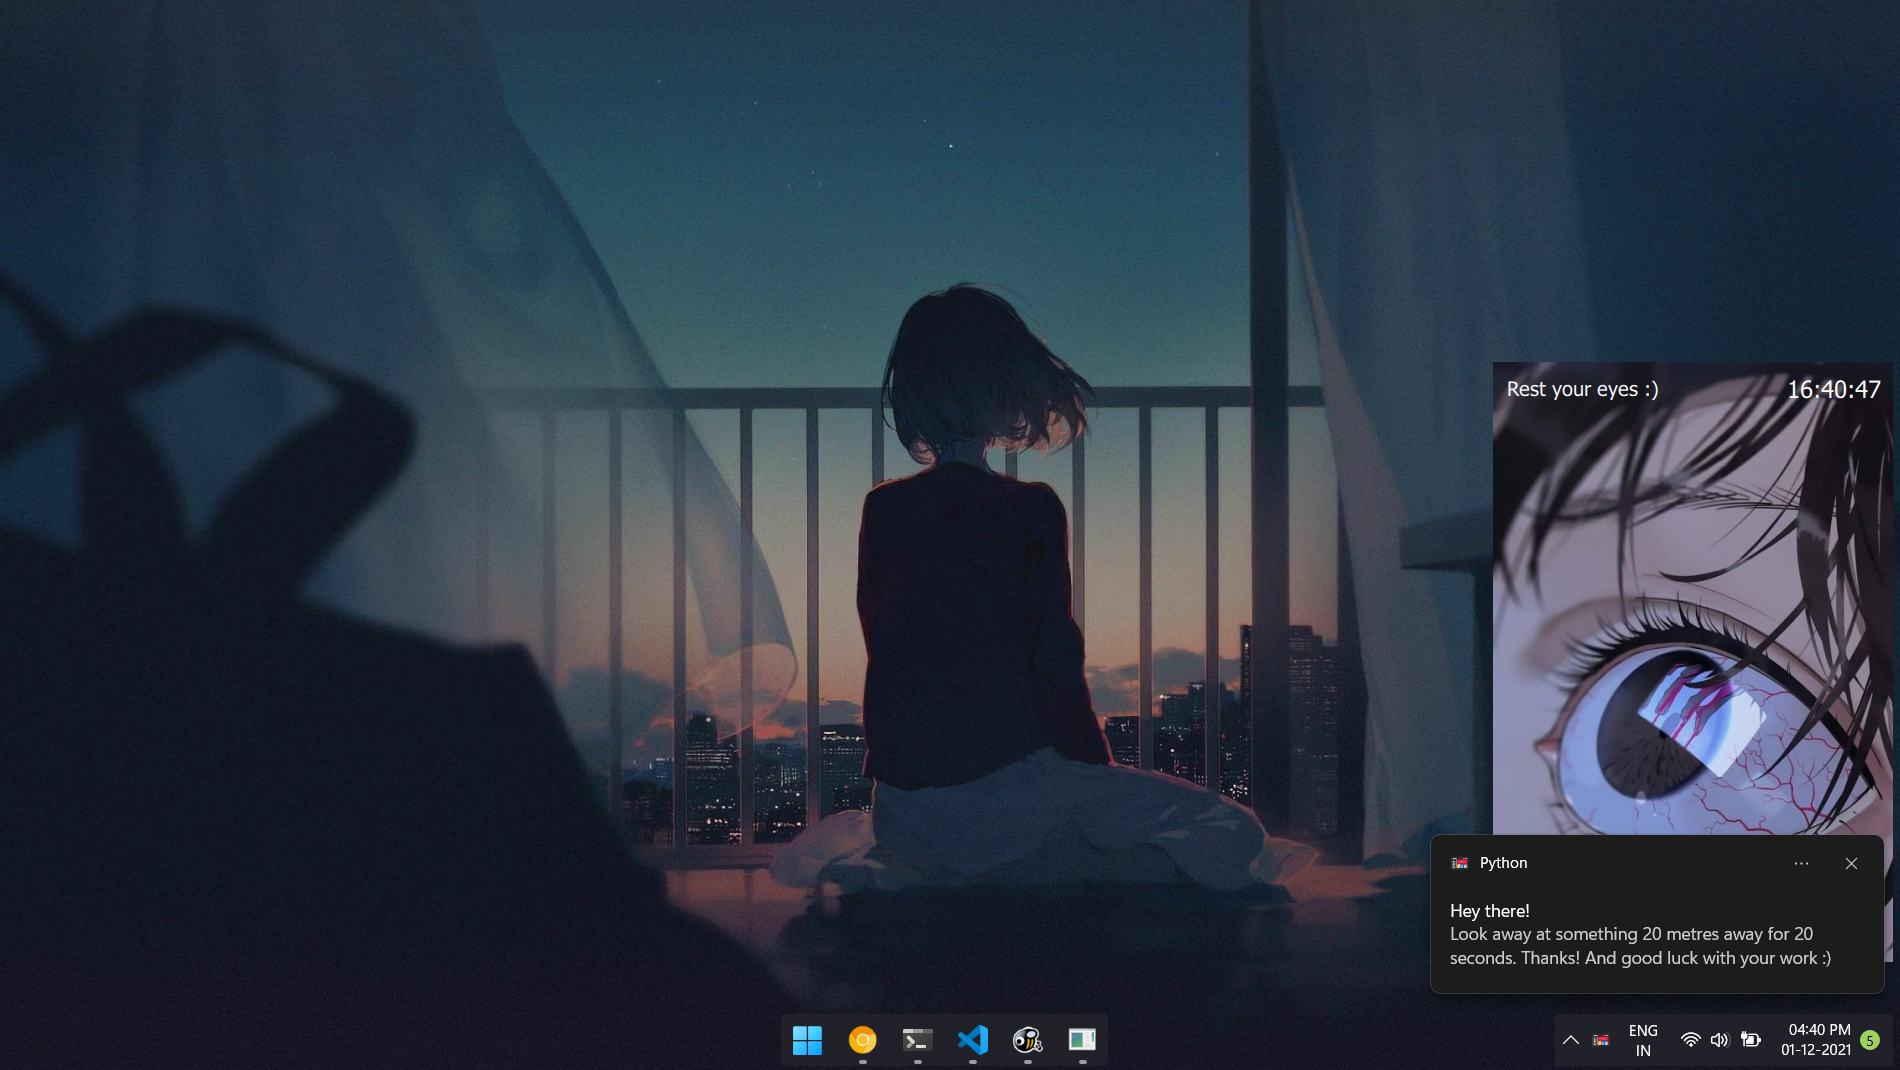 Rest your eyes :) 16:40:47
Python
Hey there!
Look away at something 20 metres away for 20
seconds. Thanks! And good luck with your work :)
ENG
IN
04:40 PM
01-12-2021
5